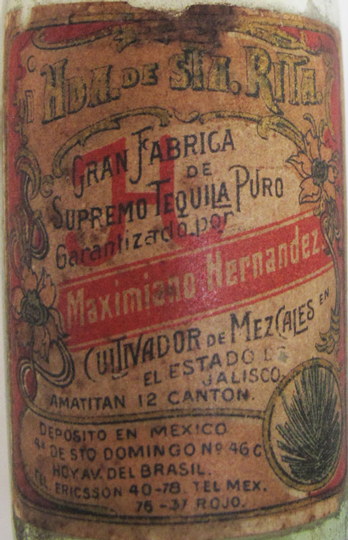 HDA. DE STA. RITA.
GRAN FABRICA
DE
SUPREMO TEQUILA PURO
Garantizado por
Maximiano Hernandez.
CULTIVADOR DE MEZCALES EN
EL ESTADO DE
JALISCO.
AMATITAN 12 CANTON.
DEPOSITO EN MEXICO
DE STO DOMINGO No 46 C
HOY AV. DEL BRASIL.
TEL. ERICSSON 40-78. TEL MEX.
75-37 ROJO.